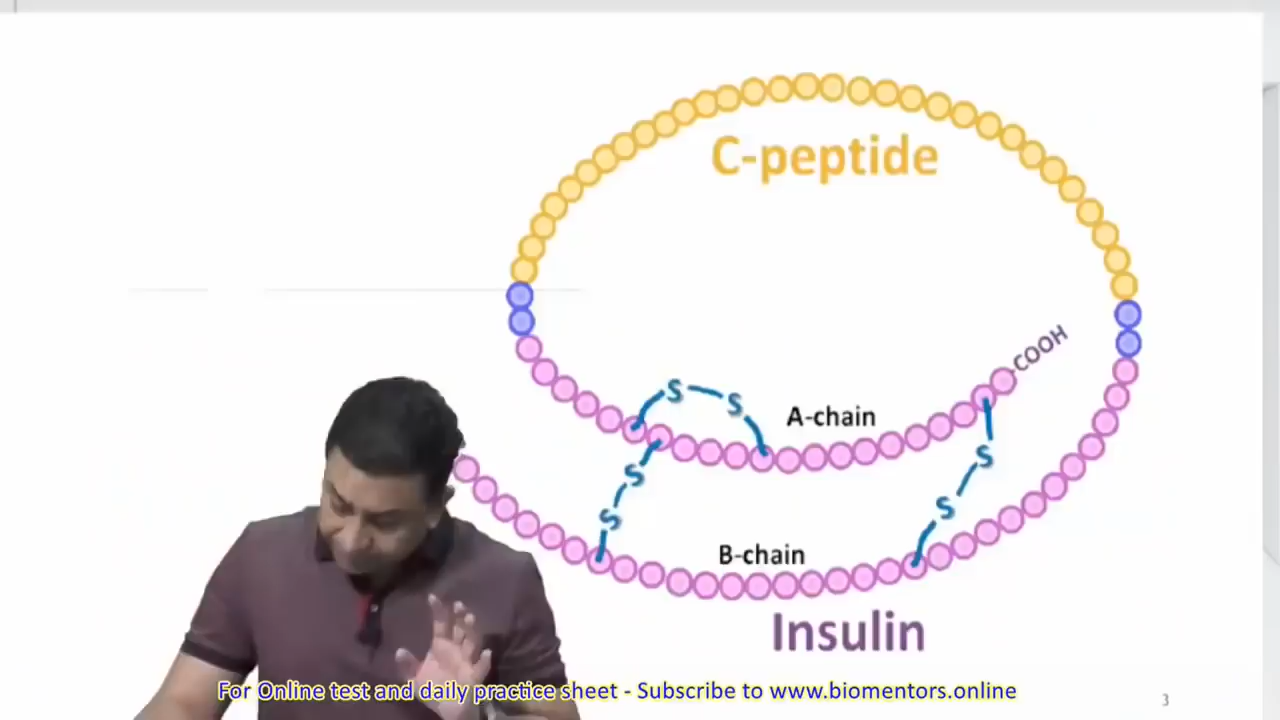 C-peptide
-COOH
A-chain
S
S
S
S
S
S
B-chain
Insulin
For Online test and daily practice sheet - Subscribe to www.biomentors.online
3